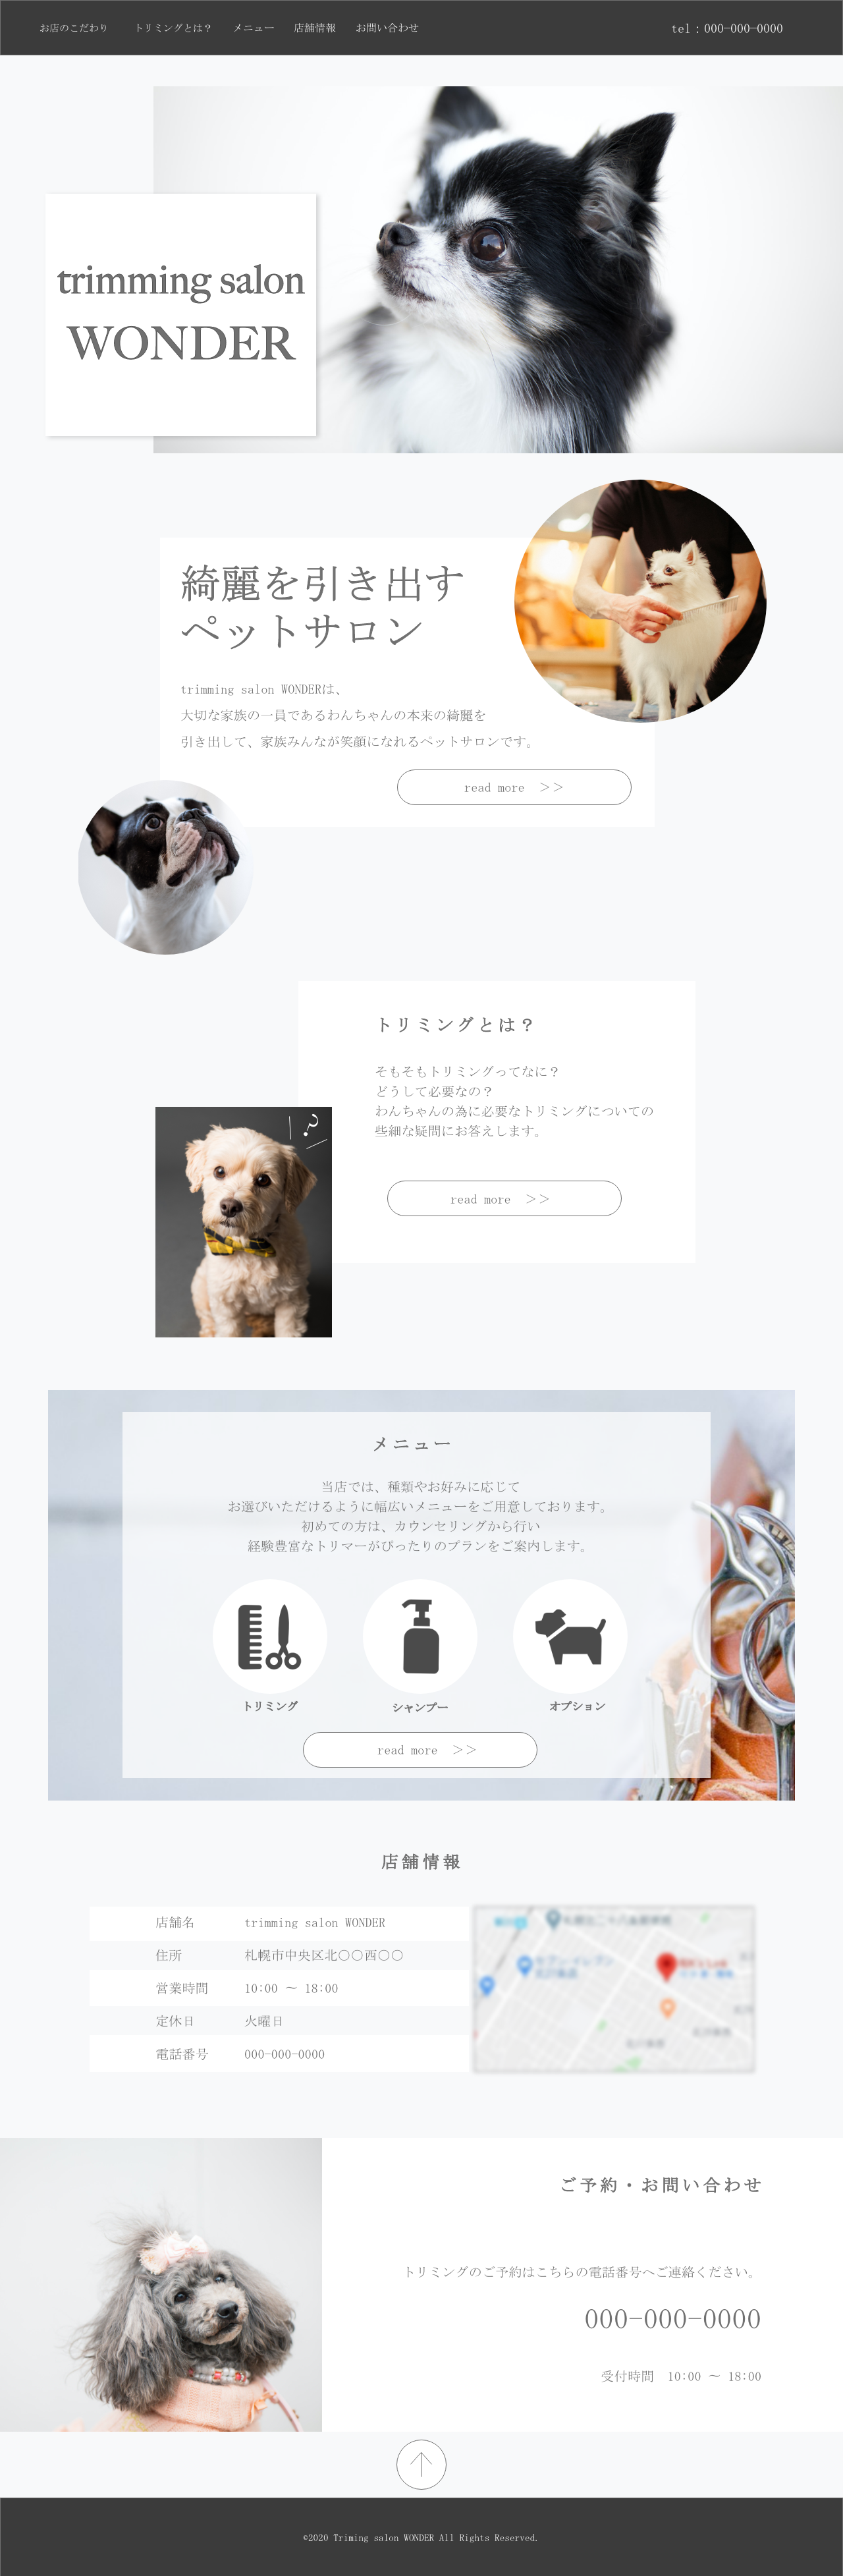 お店のこだわり　トリミングとは？　メニュー　店舗情報　お問い合わせ　tel：000-000-0000
trimming salon
WONDER
綺麗を引き出す
ペットサロン
trimming salon WONDERは、
大切な家族の一員であるわんちゃんの本来の綺麗を
引き出して、家族みんなが笑顔になれるペットサロンです。
read more　＞＞
トリミングとは？
そもそもトリミングってなに？
どうして必要なの？
わんちゃんの為に必要なトリミングについての
些細な疑問にお答えします。
?
read more　＞＞
メニュー
当店では、種類やお好みに応じて
お選びいただけるように幅広いメニューをご用意しております。
初めての方は、カウンセリングから行い
経験豊富なトリマーがぴったりのプランをご案内します。
トリミング　シャンプー　オプション
read more　＞＞
店舗情報
店舗名　trimming salon WONDER
住所　札幌市中央区北〇〇西〇〇
営業時間　10:00 〜 18:00
定休日　火曜日
電話番号　000-000-0000
ご予約・お問い合わせ
トリミングのご予約はこちらの電話番号へご連絡ください。
000-000-0000
受付時間　10:00 〜 18:00
©2020 Triming salon WONDER All Rights Reserved.